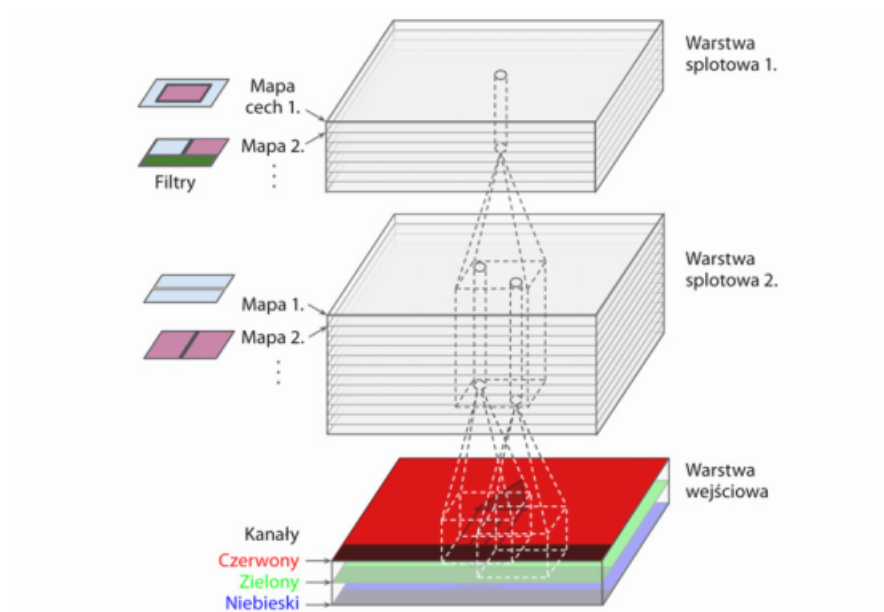 Warstwa
splotowa 1.
Mapa
cech 1.
Mapa 2.
Filtry
Warstwa
splotowa 2.
Mapa 1.
Mapa 2.
Warstwa
wejściowa
Kanały
Czerwony
Zielony
Niebieski